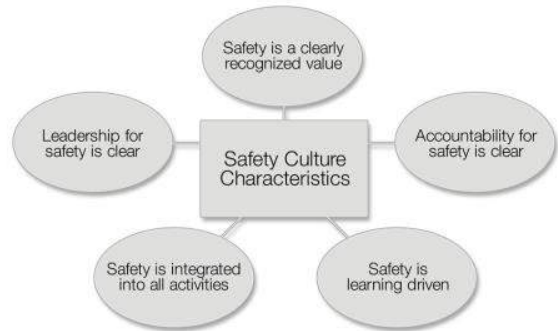 Safety is a clearly
recognized value
Leadership for
safety is clear
Accountability for
safety is clear
Safety Culture
Characteristics
Safety is integrated
into all activities
Safety is
learning driven